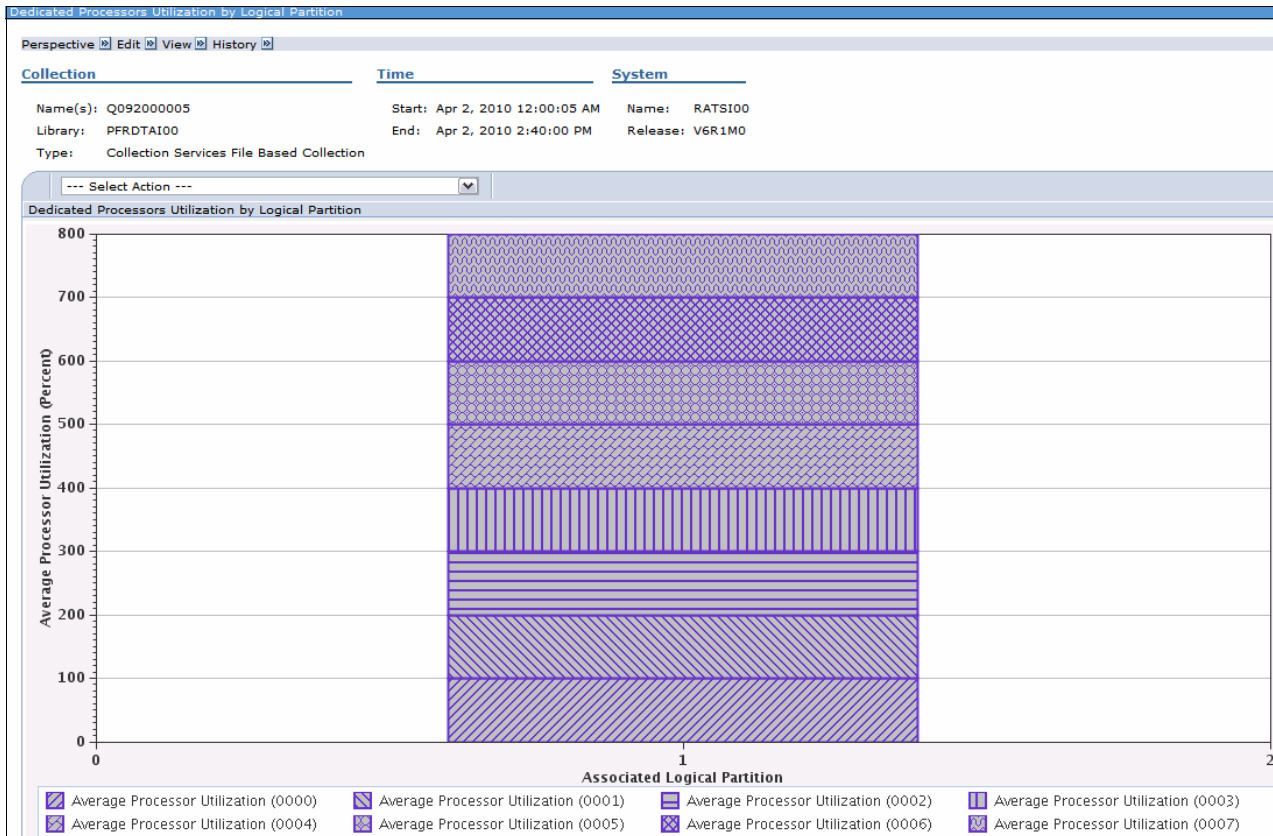 Dedicated Processors Utilization by Logical Partition
Perspective Edit View History
Collection Time System
Name(s): Q092000005 Start: Apr 2, 2010 12:00:05 AM Name: RATSI00
Library: PFRDTAI00 End: Apr 2, 2010 2:40:00 PM Release: V6R1M0
Type: Collection Services File Based Collection
--- Select Action ---
Dedicated Processors Utilization by Logical Partition
800
700
600
500
400
300
200
100
0
Average Processor Utilization (Percent)
0 1 2
Associated Logical Partition
Average Processor Utilization (0000) Average Processor Utilization (0001) Average Processor Utilization (0002) Average Processor Utilization (0003)
Average Processor Utilization (0004) Average Processor Utilization (0005) Average Processor Utilization (0006) Average Processor Utilization (0007)